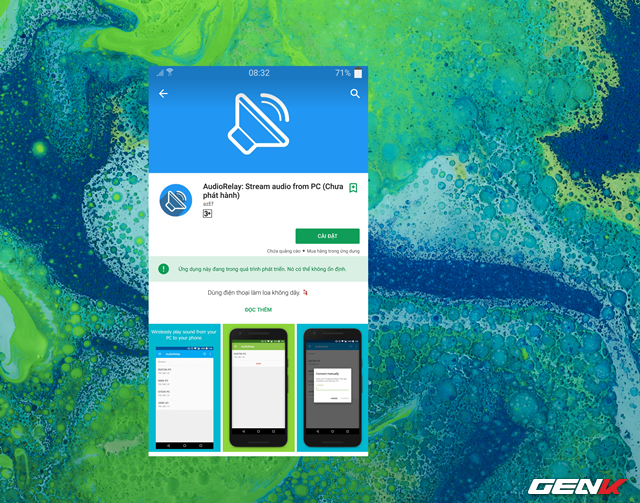 08:32
71%
AudioRelay: Stream audio from PC (Chưa
phát hành)
3+
CÀI ĐẶT
Chứa quảng cáo • Mua hàng trong ứng dụng
Ứng dụng này đang trong quá trình phát triển. Nó có thể không ổn định.
Dùng điện thoại làm loa không dây.
ĐỌC THÊM
Wirelessly play sound from your
PC to your phone
AudioRelay
AudioRelay
GENK